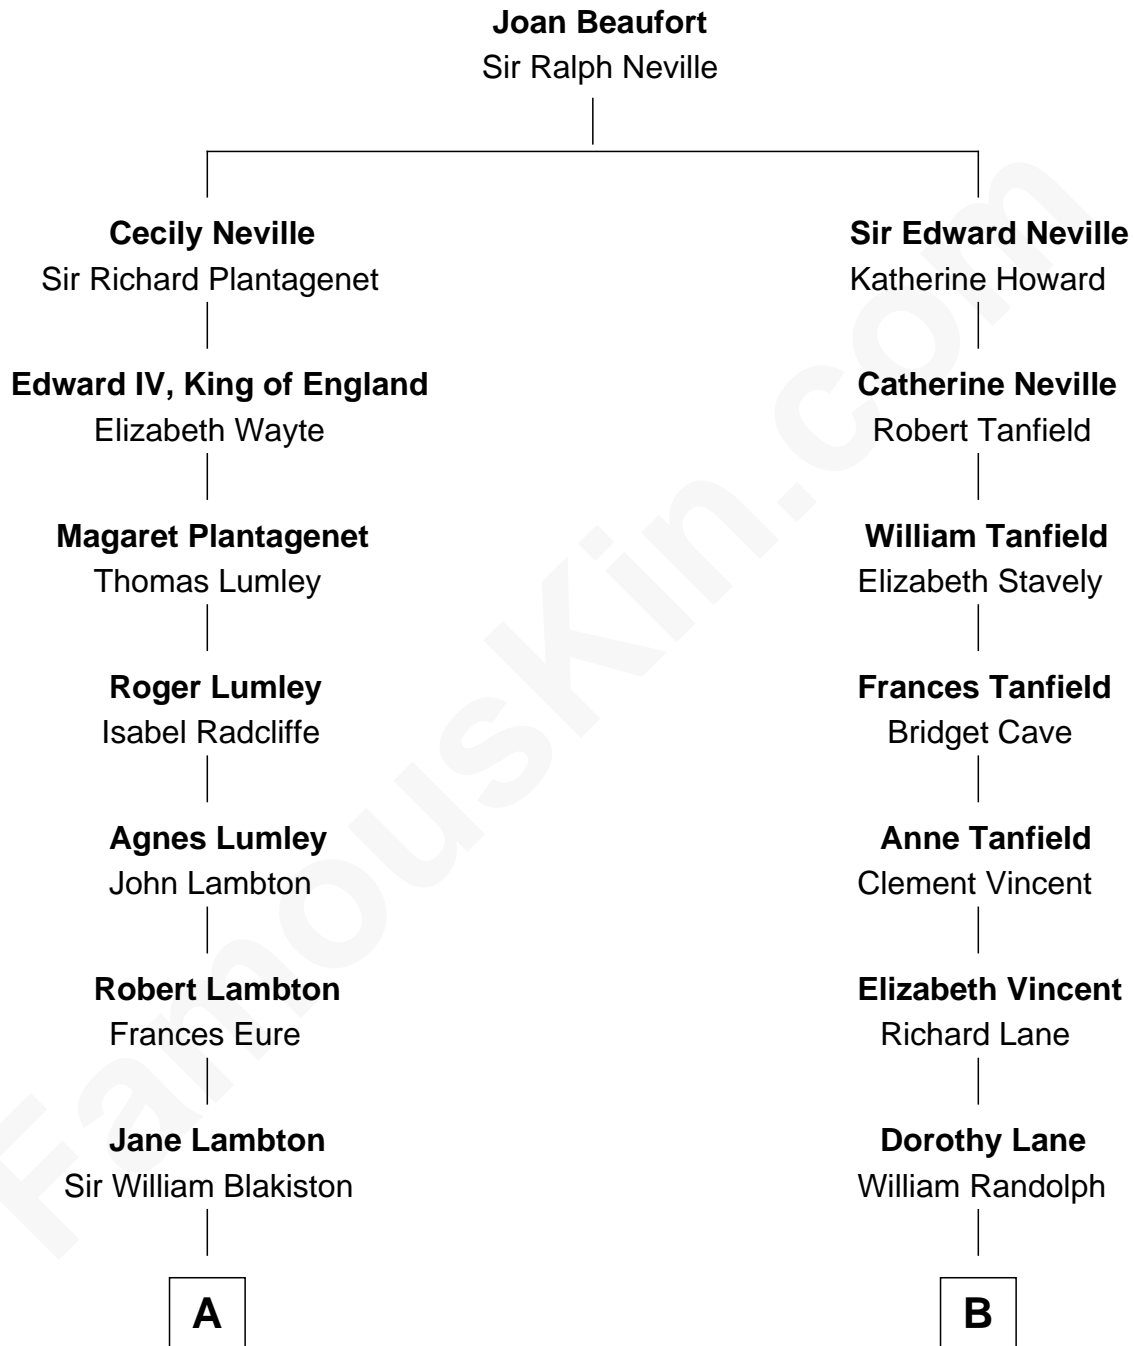 Joan Beaufort
Sir Ralph Neville
Cecily Neville
Sir Richard Plantagenet
Sir Edward Neville
Katherine Howard
Edward IV, King of England
Elizabeth Wayte
Catherine Neville
Robert Tanfield
Magaret Plantagenet
Thomas Lumley
William Tanfield
Elizabeth Stavely
Roger Lumley
Isabel Radcliffe
Frances Tanfield
Bridget Cave
Agnes Lumley
John Lambton
Anne Tanfield
Clement Vincent
Robert Lambton
Frances Eure
Elizabeth Vincent
Richard Lane
Jane Lambton
Sir William Blakiston
Dorothy Lane
William Randolph
A
B
FamousKin.com